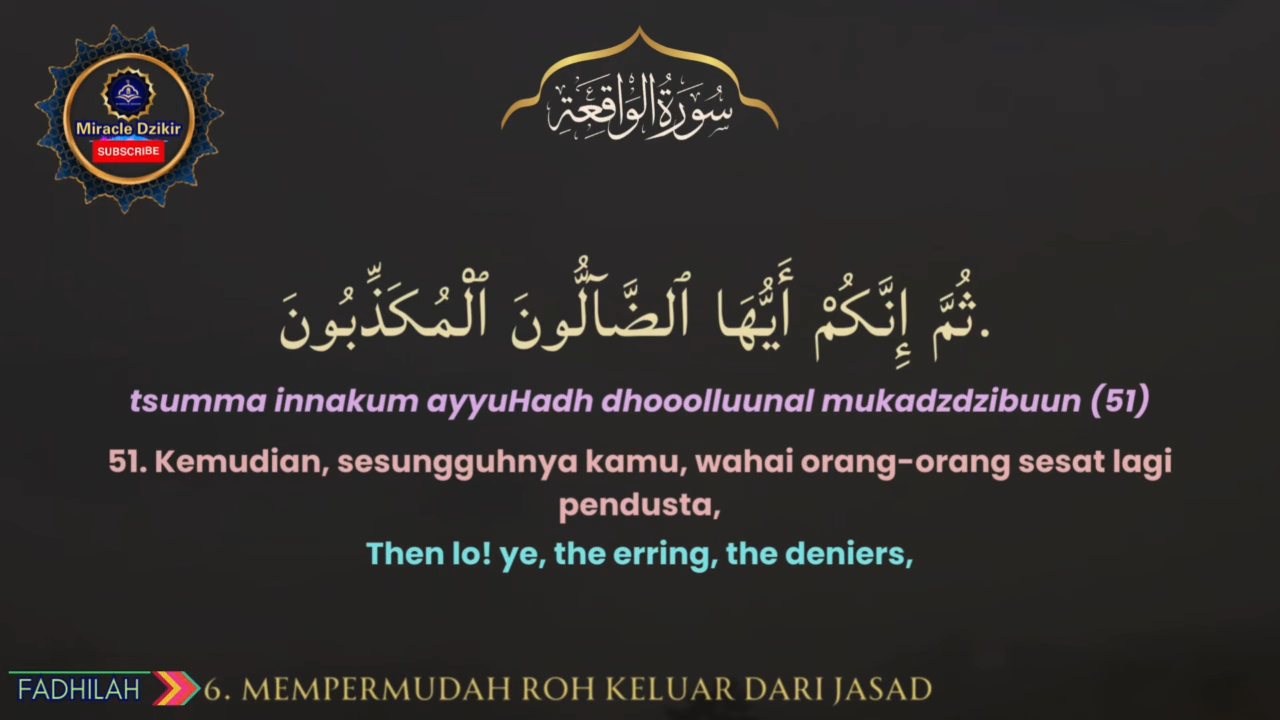 Miracle Dzikir
SUBSCRIBE
سُورَةُ الْوَاقِعَةِ
ثُمَّ إِنَّكُمْ أَيُّهَا ٱلضَّآلُّونَ ٱلْمُكَذِّبُونَ.
tsumma innakum ayyuHadh dhooolluunal mukadzdzibuun (51)
51. Kemudian, sesungguhnya kamu, wahai orang-orang sesat lagi
pendusta,
Then lo! ye, the erring, the deniers,
FADHILAH 6. MEMPERMUDAH ROH KELUAR DARI JASAD